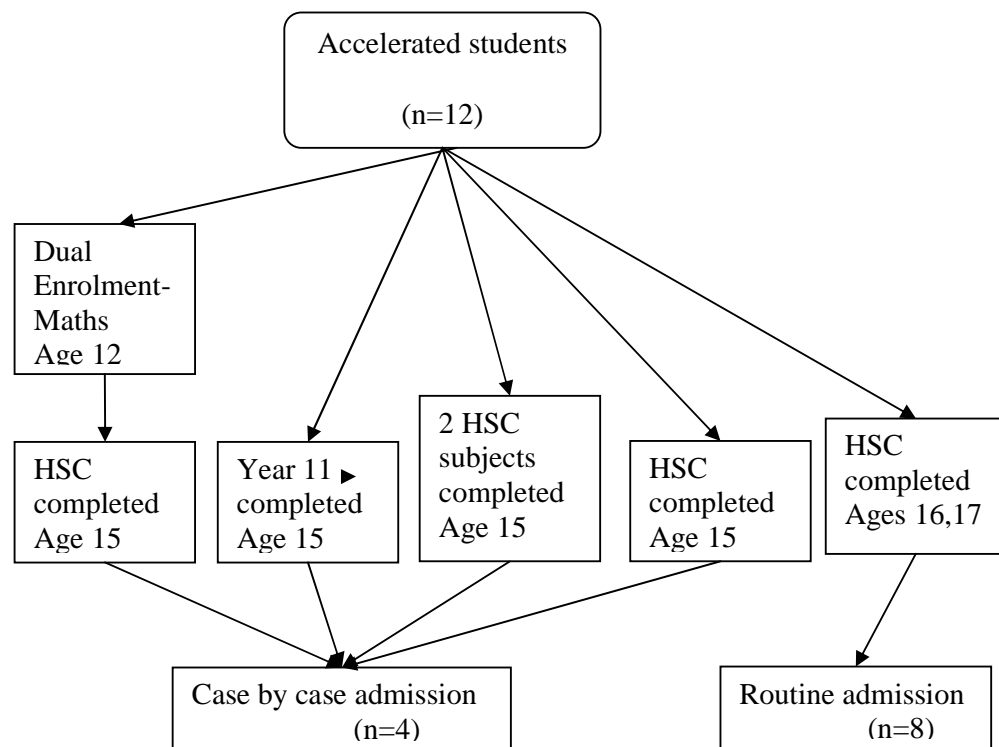 Accelerated students
(n=12)
Dual
Enrolment-
Maths
Age 12
HSC
completed
Age 15
Year 11
completed
Age 15
2 HSC
subjects
completed
Age 15
HSC
completed
Age 15
HSC
completed
Ages 16,17
Case by case admission
(n=4)
Routine admission
(n=8)